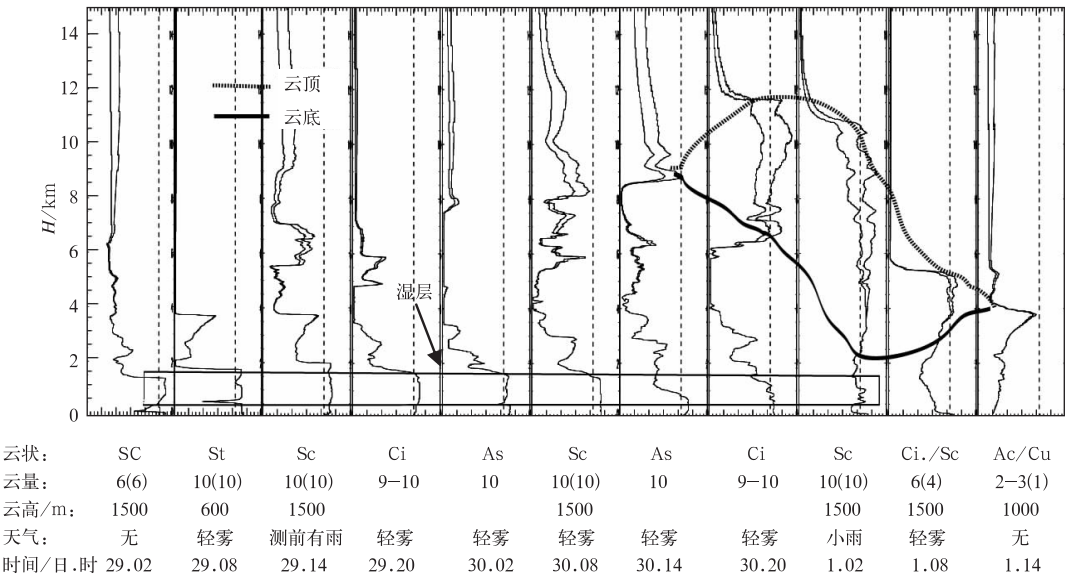 14
12
10
8
6
4
2
0
H/km
云顶
云底
湿层
云状： SC St Sc Ci As Sc As Ci Sc Ci./Sc Ac/Cu
云量： 6(6) 10(10) 10(10) 9−10 10 10(10) 10 9−10 10(10) 6(4) 2−3(1)
云高/m： 1500 600 1500 1500 1500 1500 1000
天气： 无 轻雾 测前有雨 轻雾 轻雾 轻雾 轻雾 轻雾 小雨 轻雾 无
时间/日.时 29.02 29.08 29.14 29.20 30.02 30.08 30.14 30.20 1.02 1.08 1.14